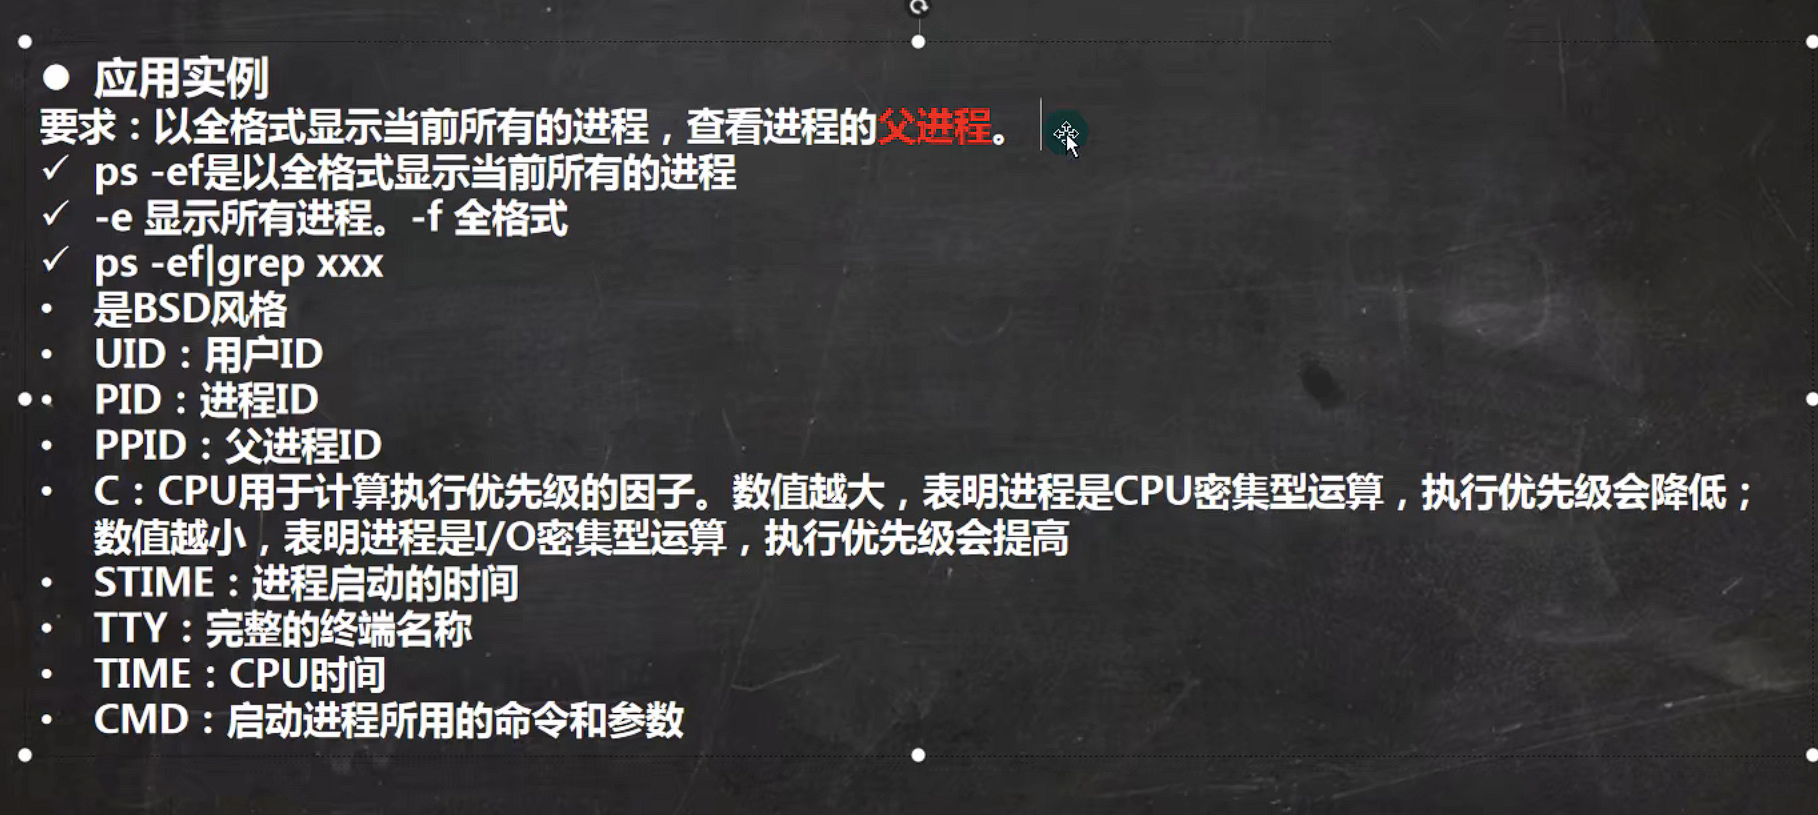 ● 应用实例
要求：以全格式显示当前所有的进程，查看进程的父进程。
✓ ps -ef是以全格式显示当前所有的进程
✓ -e 显示所有进程。-f 全格式
✓ ps -ef|grep xxx
• 是BSD风格
• UID：用户ID
• PID：进程ID
• PPID：父进程ID
• C：CPU用于计算执行优先级的因子。数值越大，表明进程是CPU密集型运算，执行优先级会降低；
数值越小，表明进程是I/O密集型运算，执行优先级会提高
• STIME：进程启动的时间
• TTY：完整的终端名称
• TIME：CPU时间
• CMD：启动进程所用的命令和参数